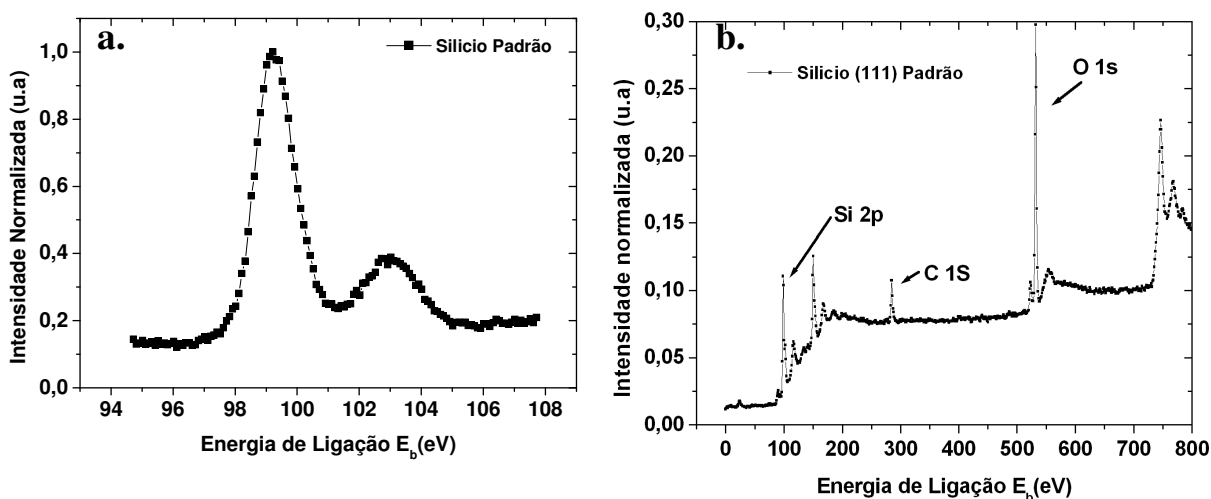 a.
Silicio Padrão
Intensidade Normalizada (u.a)
1,0
0,8
0,6
0,4
0,2
0,0
94 96 98 100 102 104 106 108
Energia de Ligação Eb(eV)
b.
Silicio (111) Padrão
O 1s
Si 2p
C 1S
Intensidade normalizada (u.a)
0,30
0,25
0,20
0,15
0,10
0,05
0,00
0 100 200 300 400 500 600 700 800
Energia de Ligação Eb(eV)